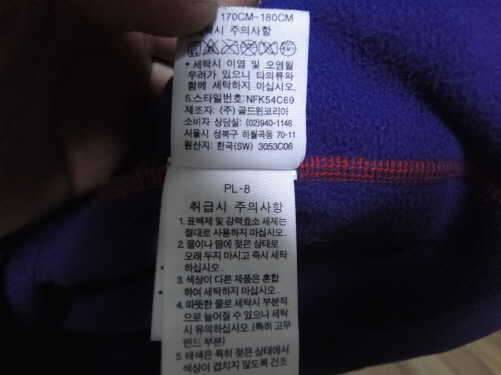 170CM-180CM
시 주의사항
• 세탁시 이염 및 오염될
우려가 있으니 타의류와
함께 세탁하지 마십시오.
5.스타일번호:NFK54C69
제조자: (주) 골드윈코리아
소비자 상담실: (02)940-1146
서울시 성북구 하월곡동 70-11
원산지: 한국(SW) 3053C06
PL-8
취급시 주의사항
1. 표백제 및 강력효소 세제는
절대로 사용하지 마십시오.
2. 물이나 땀에 젖은 상태로
오래 두지 마시고 즉시 세탁
하십시오.
3. 색상이 다른 제품은 혼합
하여 세탁하지 마십시오.
4. 따뜻한 물로 세탁시 부분적
으로 늘어질 수 있으니 세탁
시 유의하십시오. (특히 고무
밴드 부분)
5. 배색은 특히 젖은 상태에서
색상이 겹치지 않도록 건조